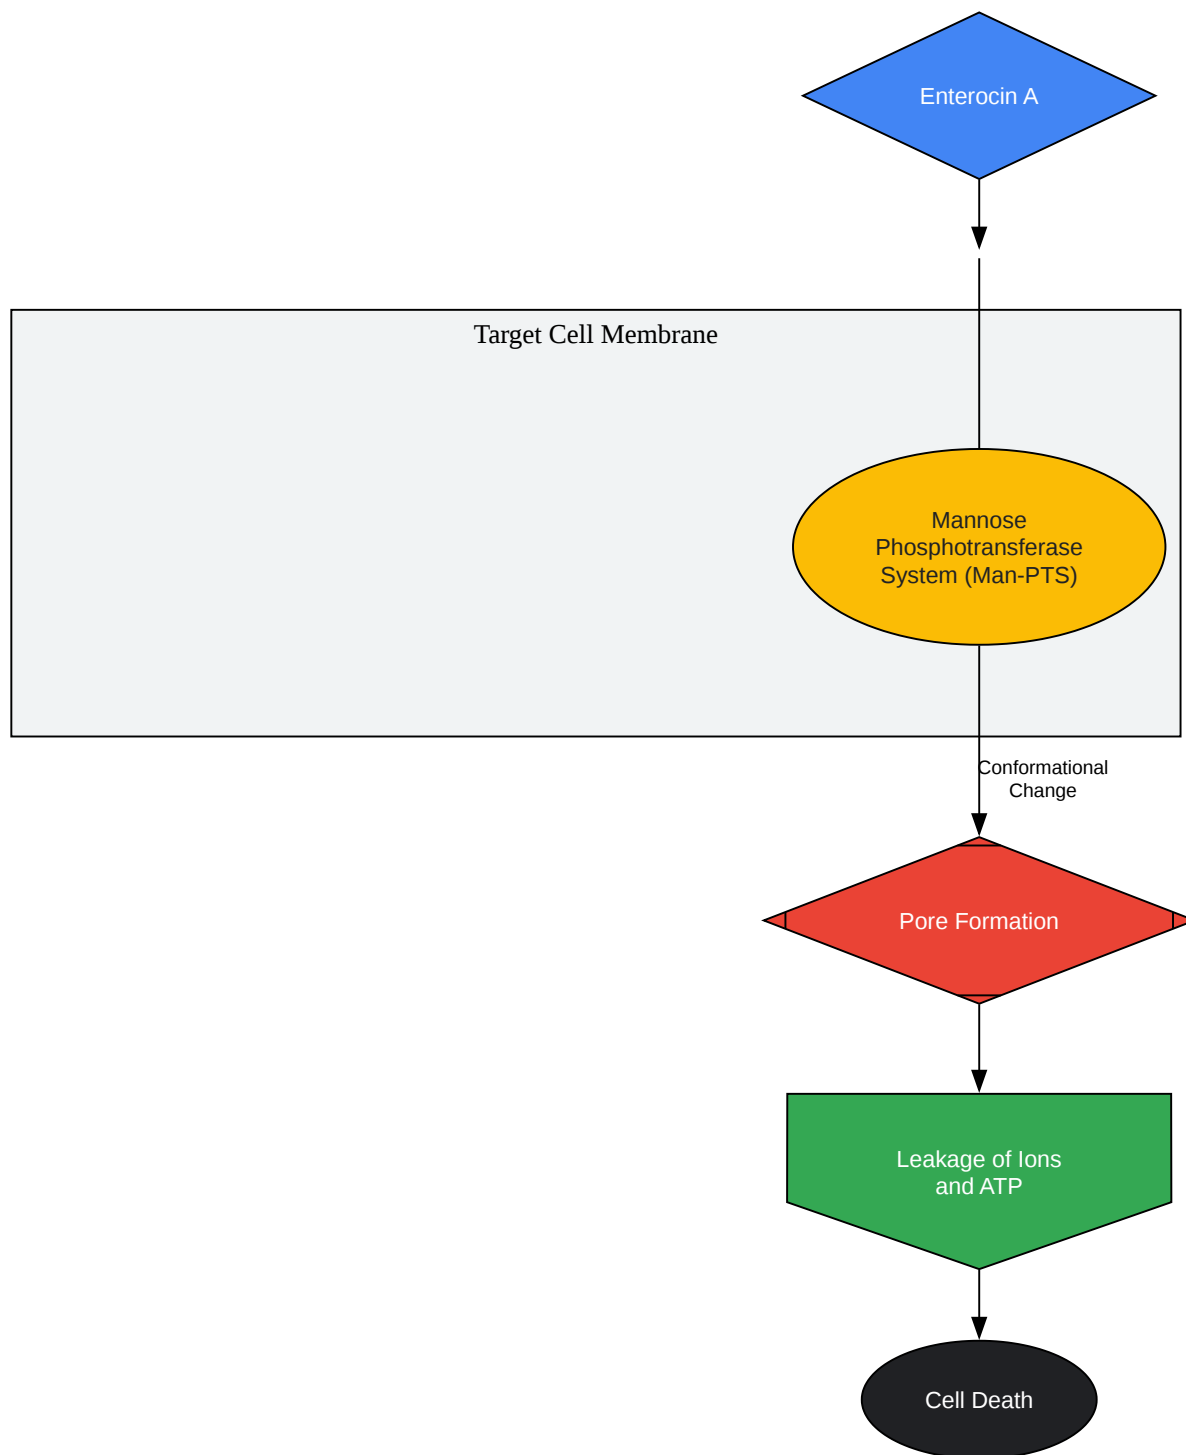 Enterocin A
Target Cell Membrane
Mannose
Phosphotransferase
System (Man-PTS)
Conformational
Change
Pore Formation
Leakage of Ions
and ATP
Cell Death